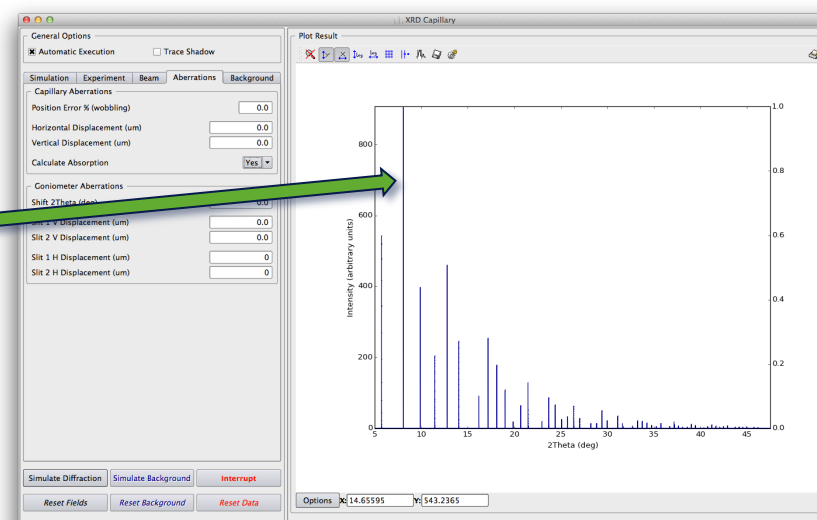 XRD Capillary
General Options
Automatic Execution Trace Shadow
Simulation Experiment Beam Aberrations Background
Capillary Aberrations
Position Error % (wobbling) 0.0
Horizontal Displacement (um) 0.0
Vertical Displacement (um) 0.0
Calculate Absorption Yes
Goniometer Aberrations
Shift 2Theta (deg) 0.0
Slit 1 V Displacement (um) 0.0
Slit 2 V Displacement (um) 0.0
Slit 1 H Displacement (um) 0
Slit 2 H Displacement (um) 0
Simulate Diffraction Simulate Background Interrupt
Reset Fields Reset Background Reset Data
Plot Result
Intensity (arbitrary units)
800
600
400
200
0
1.0
0.8
0.6
0.4
0.2
0.0
5 10 15 20 25 30 35 40 45
2Theta (deg)
Options X: 14.65595 Y: 543.2365